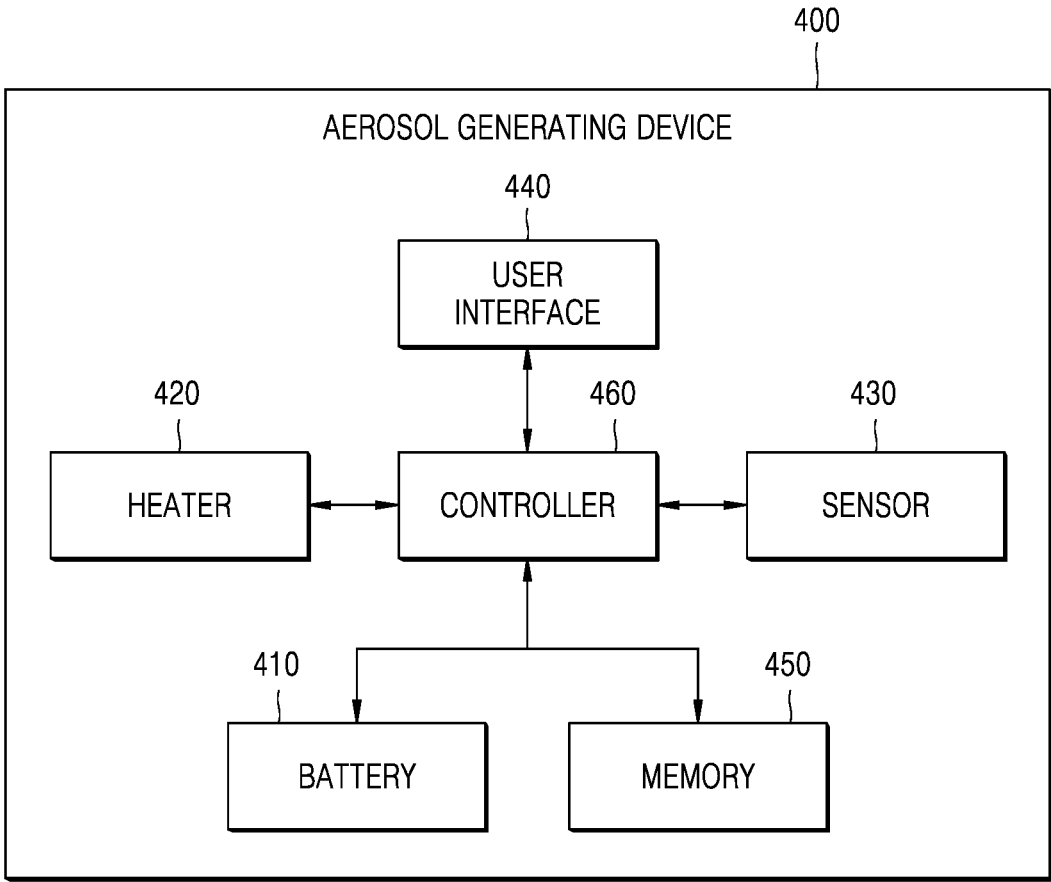 400
AEROSOL GENERATING DEVICE
440
USER
INTERFACE
420
460
430
HEATER
CONTROLLER
SENSOR
410
450
BATTERY
MEMORY